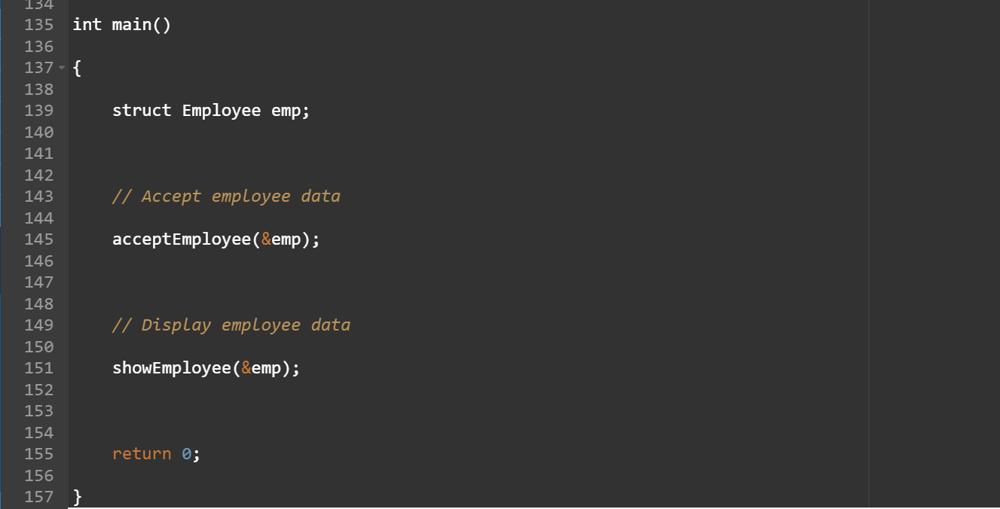 134
135 int main()
136
137 {
138
139     struct Employee emp;
140
141
142
143     // Accept employee data
144
145     acceptEmployee(&emp);
146
147
148
149     // Display employee data
150
151     showEmployee(&emp);
152
153
154
155     return 0;
156
157 }